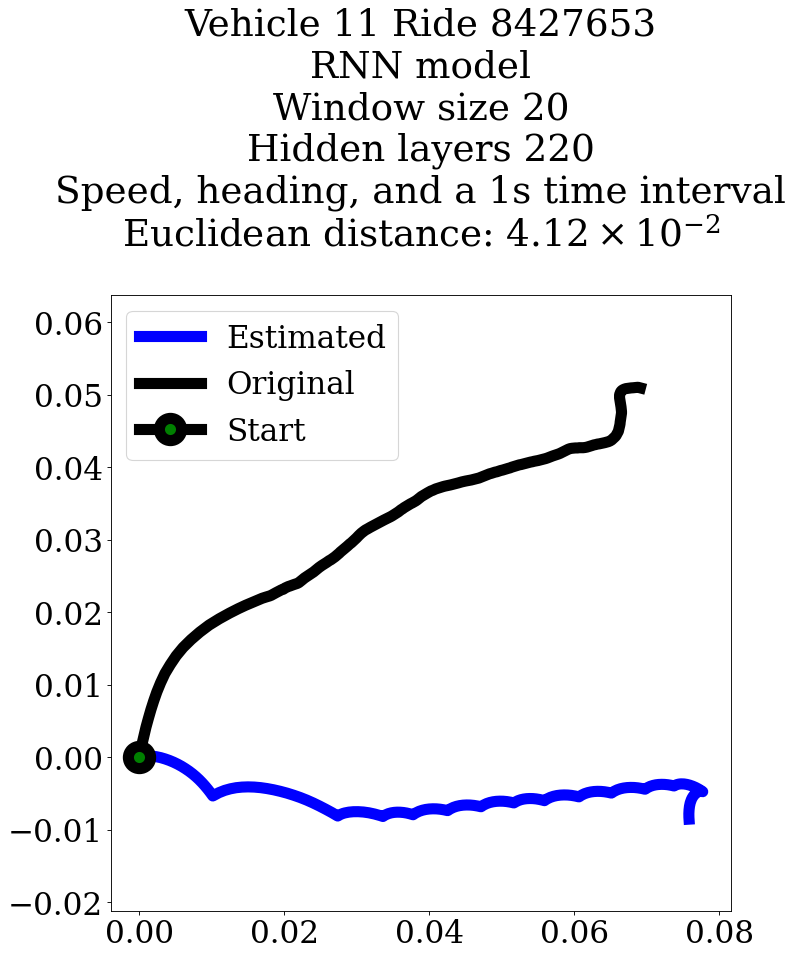 Vehicle 11 Ride 8427653
RNN model
Window size 20
Hidden layers 220
Speed, heading, and a 1s time interval
Euclidean distance: 4.12 × 10⁻²
Estimated
Original
Start
0.06
0.05
0.04
0.03
0.02
0.01
0.00
−0.01
−0.02
0.00 0.02 0.04 0.06 0.08